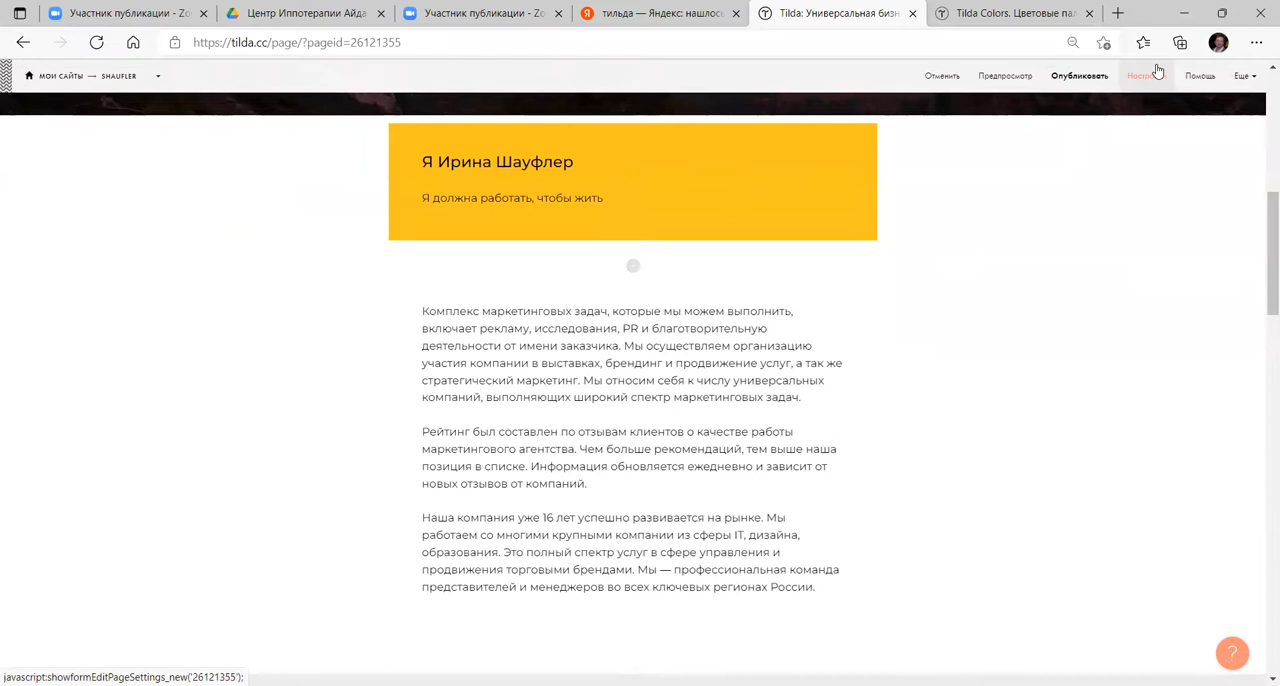 Участник публикации - Zo
Центр Иппотерапии Айда
Участник публикации - Zo
тильда — Яндекс: нашлось
Tilda: Универсальная бизн
Tilda Colors. Цветовые пал
https://tilda.cc/page/?pageid=26121355
МОИ САЙТЫ → SHAUFLER
Отменить
Предпросмотр
Опубликовать
Помощь
Еще
Я Ирина Шауфлер
Я должна работать, чтобы жить
Комплекс маркетинговых задач, которые мы можем выполнить,
включает рекламу, исследования, PR и благотворительную
деятельности от имени заказчика. Мы осуществляем организацию
участия компании в выставках, брендинг и продвижение услуг, а так же
стратегический маркетинг. Мы относим себя к числу универсальных
компаний, выполняющих широкий спектр маркетинговых задач.
Рейтинг был составлен по отзывам клиентов о качестве работы
маркетингового агентства. Чем больше рекомендаций, тем выше наша
позиция в списке. Информация обновляется ежедневно и зависит от
новых отзывов от компаний.
Наша компания уже 16 лет успешно развивается на рынке. Мы
работаем со многими крупными компании из сферы IT, дизайна,
образования. Это полный спектр услуг в сфере управления и
продвижения торговыми брендами. Мы — профессиональная команда
представителей и менеджеров во всех ключевых регионах России.
?
javascript:showformEditPageSettings_new('26121355');